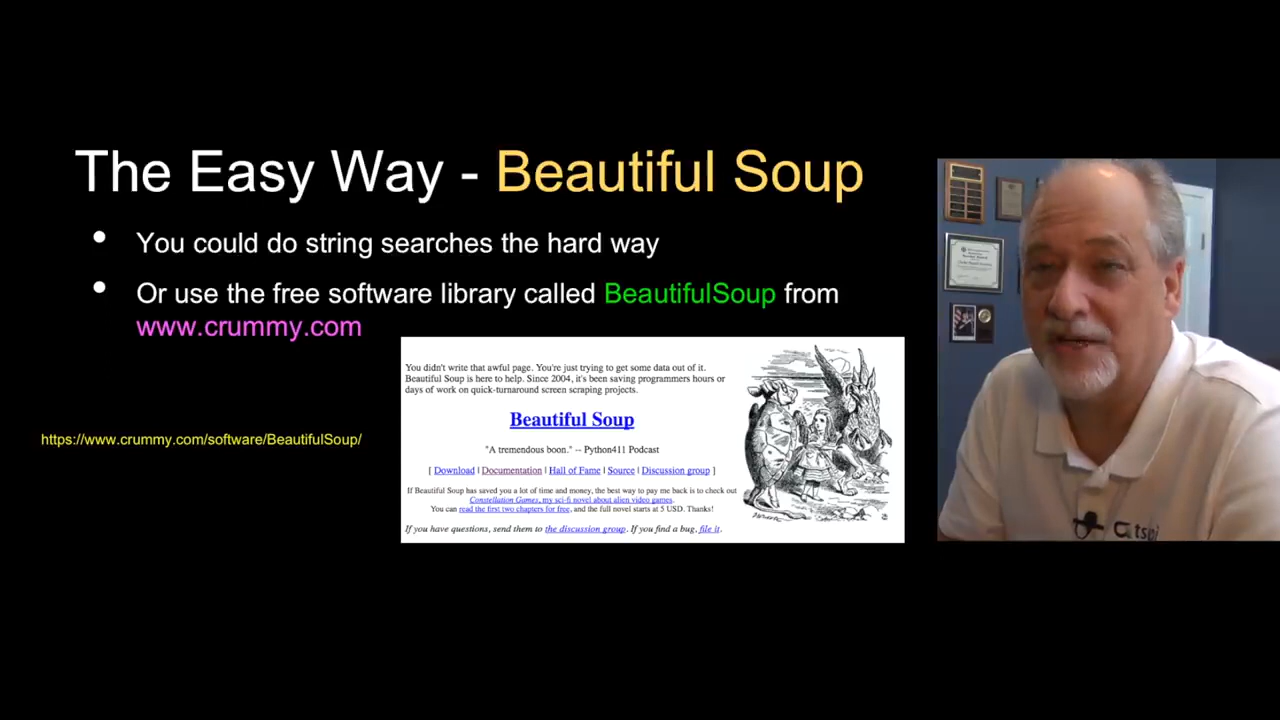 The Easy Way - Beautiful Soup
• You could do string searches the hard way
• Or use the free software library called BeautifulSoup from
www.crummy.com
https://www.crummy.com/software/BeautifulSoup/
You didn't write that awful page. You're just trying to get some data out of it.
Beautiful Soup is here to help. Since 2004, it's been saving programmers hours or
days of work on quick-turnaround screen scraping projects.
Beautiful Soup
"A tremendous boon." -- Python411 Podcast
[ Download | Documentation | Hall of Fame | Source | Discussion group ]
If Beautiful Soup has saved you a lot of time and money, the best way to pay me back is to check out
Constellation Games, my sci-fi novel about alien video games.
You can read the first two chapters for free, and the full novel starts at 5 USD. Thanks!
If you have questions, send them to the discussion group. If you find a bug, file it.